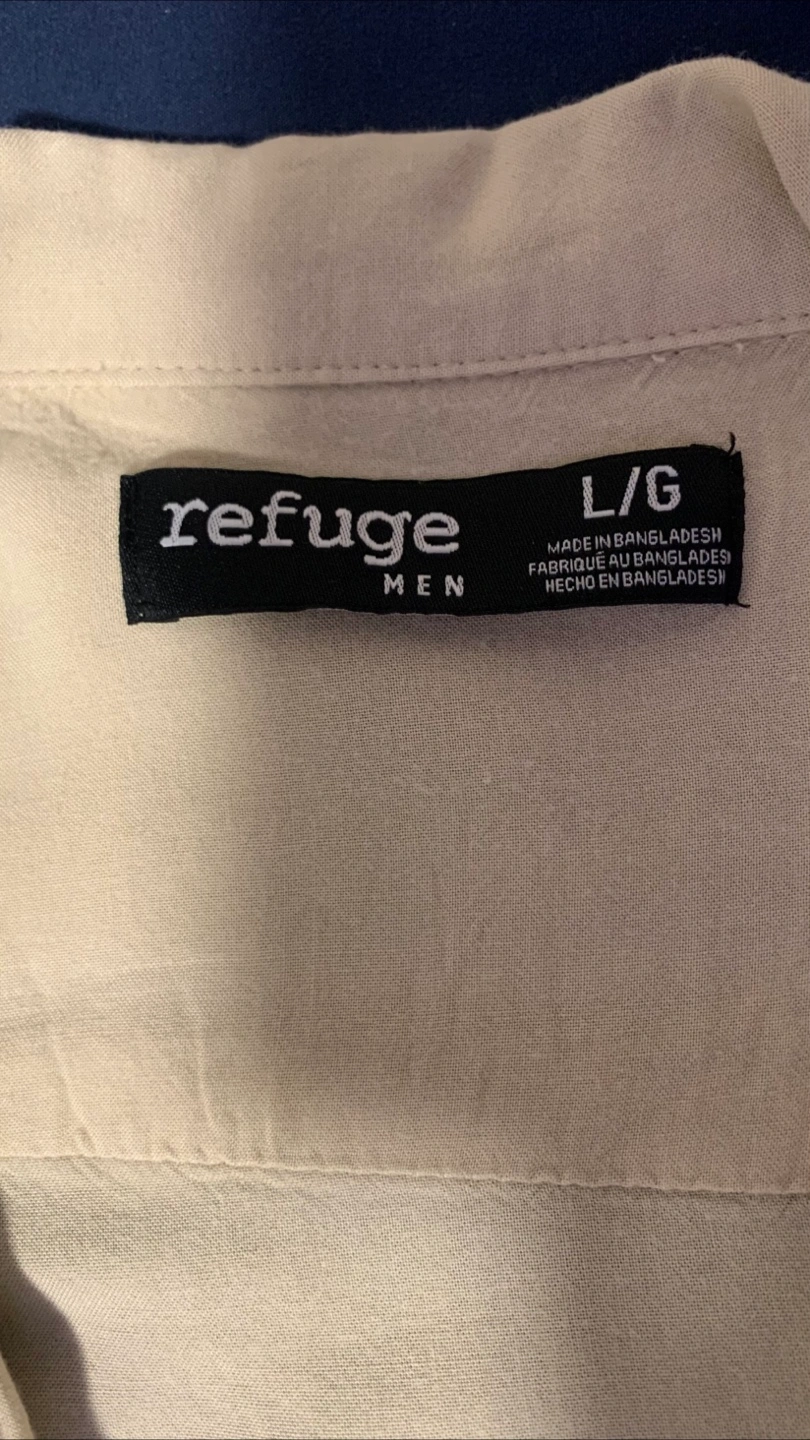 refuge
MEN
L/G
MADE IN BANGLADESH
FABRIQUÉ AU BANGLADESH
HECHO EN BANGLADESH